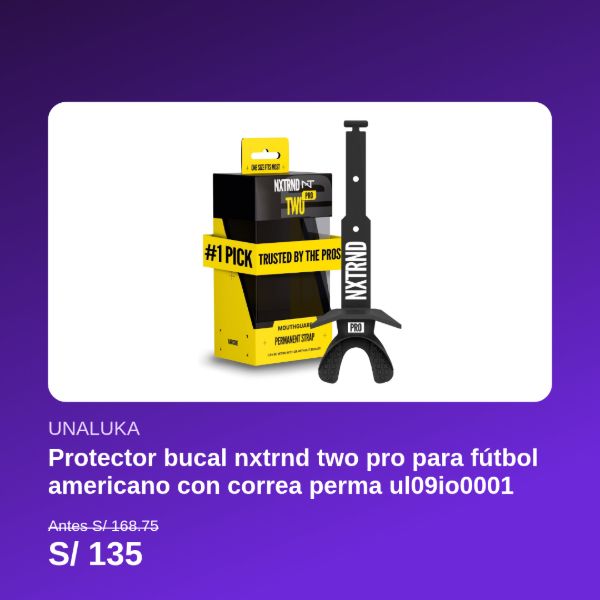 ONE SIZE FITS MOST
NXTRND NT
TWO PRO
#1 PICK TRUSTED BY THE PROS
MOUTHGUARD
PERMANENT STRAP
NXTRND
PRO
UNALUKA
Protector bucal nxtrnd two pro para fútbol
americano con correa perma ul09io0001
Antes S/ 168.75
S/ 135